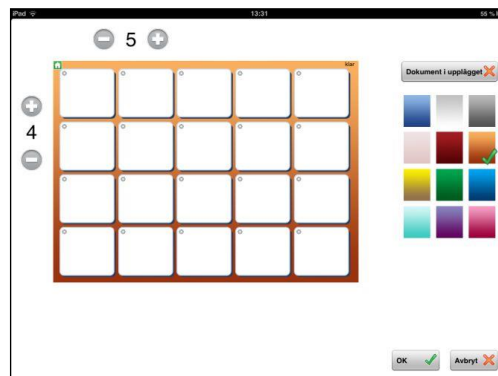 iPad 13:31 55 %
5
klar
Dokument i upplägget
4
OK Avbryt